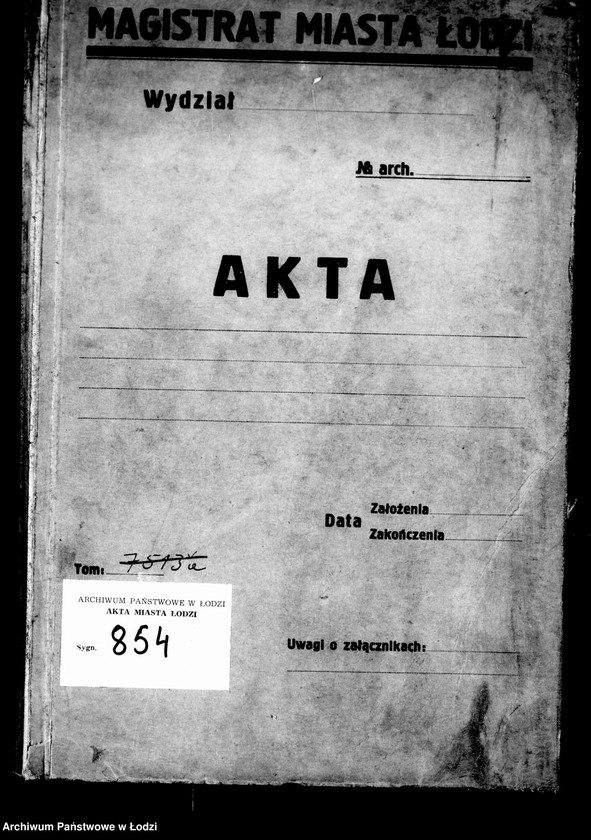 MAGISTRAT MIASTA ŁODZI
Wydział
№ arch.
AKTA
Data
Założenia
Zakończenia
Tom:
ARCHIWUM PAŃSTWOWE W ŁODZI
AKTA MIASTA ŁODZI
Sygn. 854
Uwagi o załącznikach:
Archiwum Państwowe w Łodzi